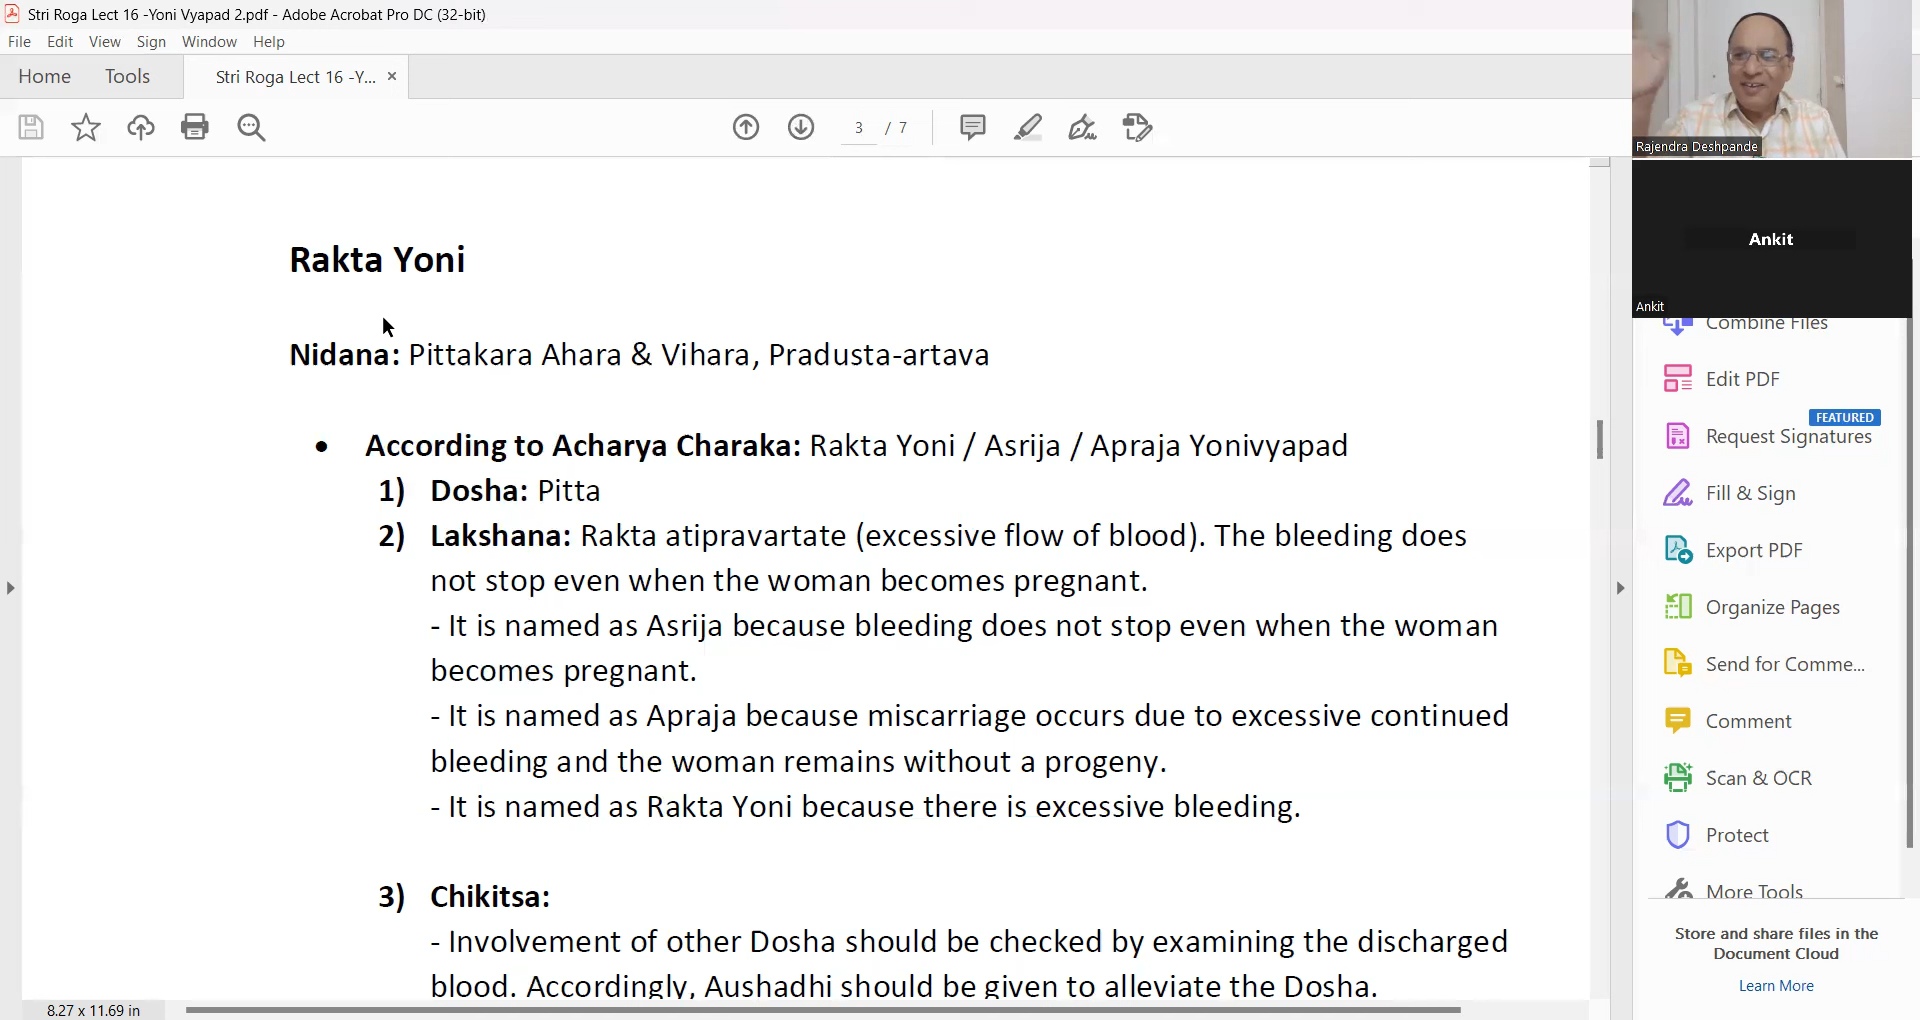 Stri Roga Lect 16 -Yoni Vyapad 2.pdf - Adobe Acrobat Pro DC (32-bit)
File Edit View Sign Window Help
Home Tools Stri Roga Lect 16 -Y... ×
3 / 7
Rajendra Deshpande
Ankit
Ankit
Rakta Yoni
Nidana: Pittakara Ahara & Vihara, Pradusta-artava
• According to Acharya Charaka: Rakta Yoni / Asrija / Apraja Yonivyapad
1) Dosha: Pitta
2) Lakshana: Rakta atipravartate (excessive flow of blood). The bleeding does
not stop even when the woman becomes pregnant.
- It is named as Asrija because bleeding does not stop even when the woman
becomes pregnant.
- It is named as Apraja because miscarriage occurs due to excessive continued
bleeding and the woman remains without a progeny.
- It is named as Rakta Yoni because there is excessive bleeding.
3) Chikitsa:
- Involvement of other Dosha should be checked by examining the discharged
blood. Accordingly, Aushadhi should be given to alleviate the Dosha.
8.27 x 11.69 in
Combine Files
Edit PDF
FEATURED
Request Signatures
Fill & Sign
Export PDF
Organize Pages
Send for Comme...
Comment
Scan & OCR
Protect
More Tools
Store and share files in the
Document Cloud
Learn More